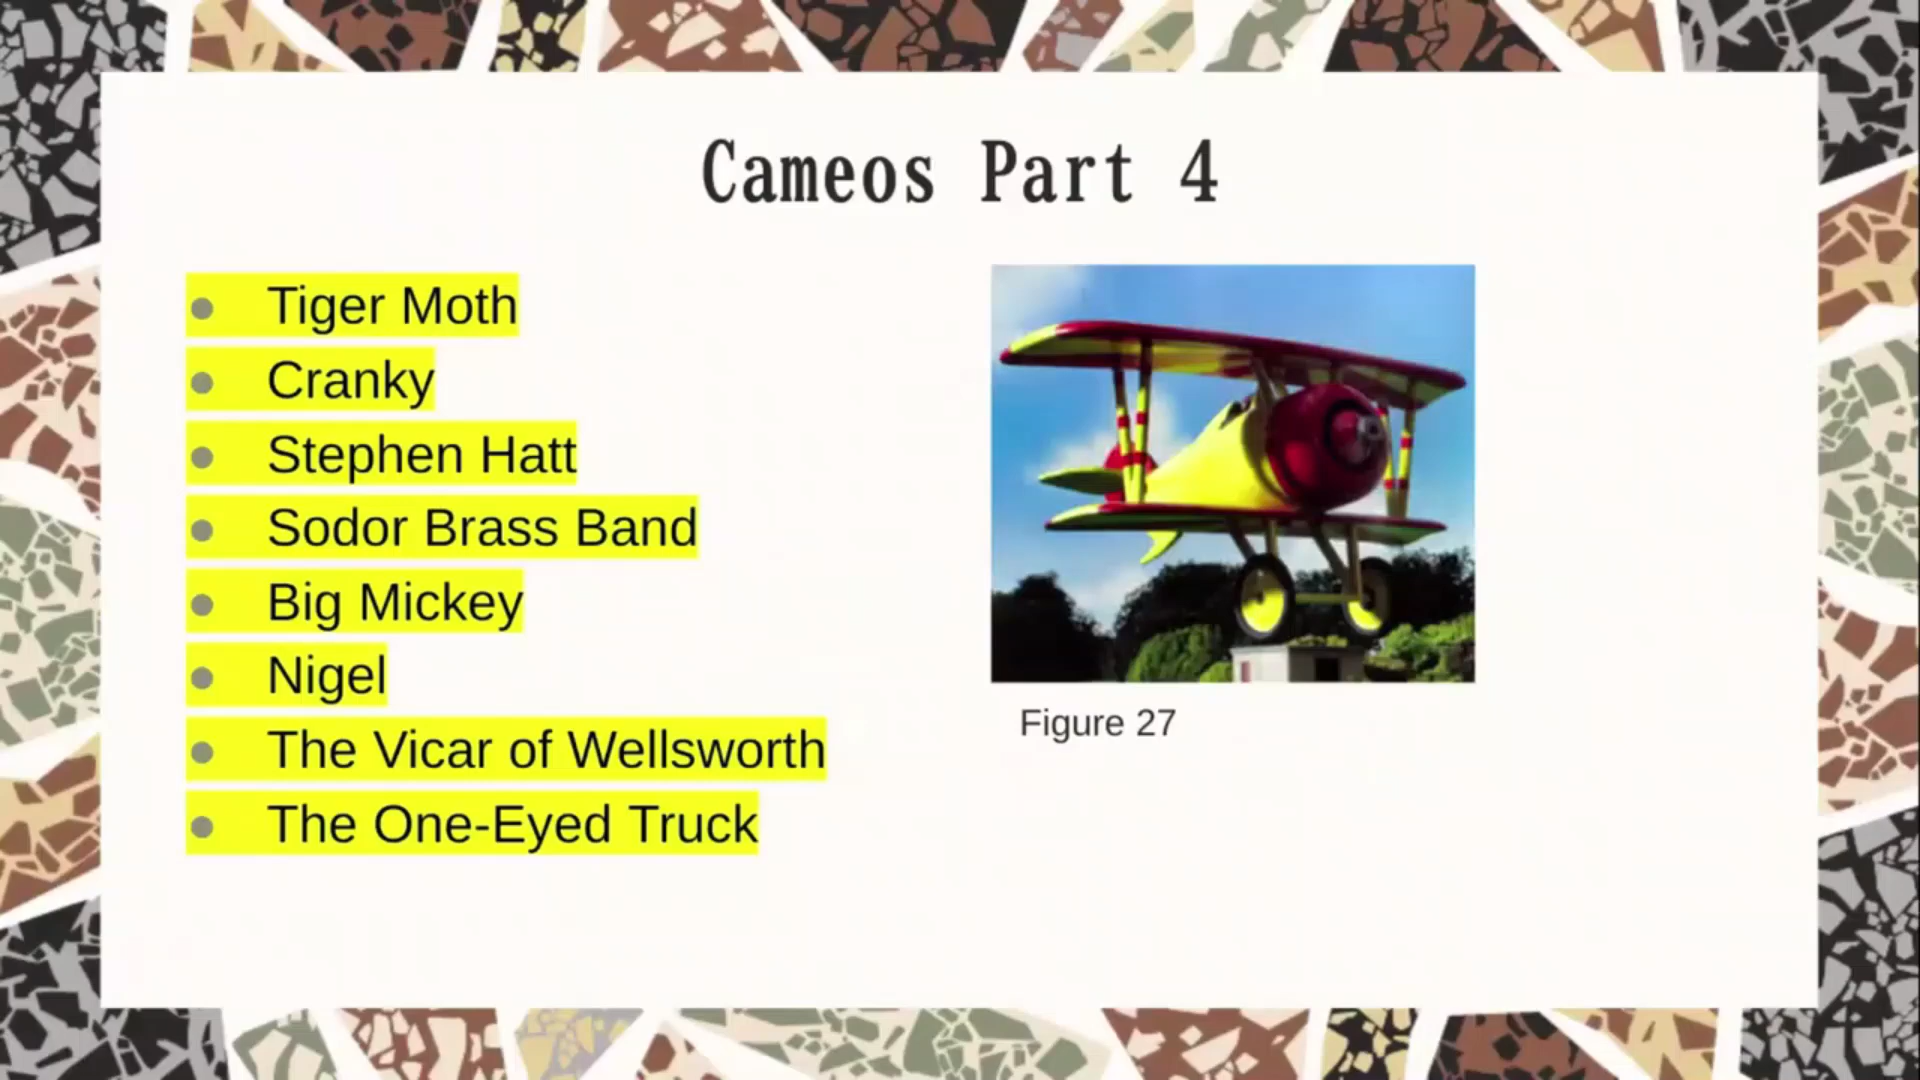 Cameos Part 4
Tiger Moth
Cranky
Stephen Hatt
Sodor Brass Band
Big Mickey
Nigel
The Vicar of Wellsworth
The One-Eyed Truck
Figure 27